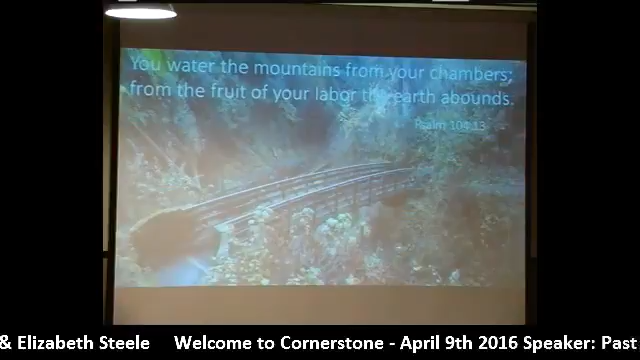 You water the mountains from your chambers;
from the fruit of your labor the earth abounds.
Psalm 104:13
& Elizabeth Steele Welcome to Cornerstone - April 9th 2016 Speaker: Past